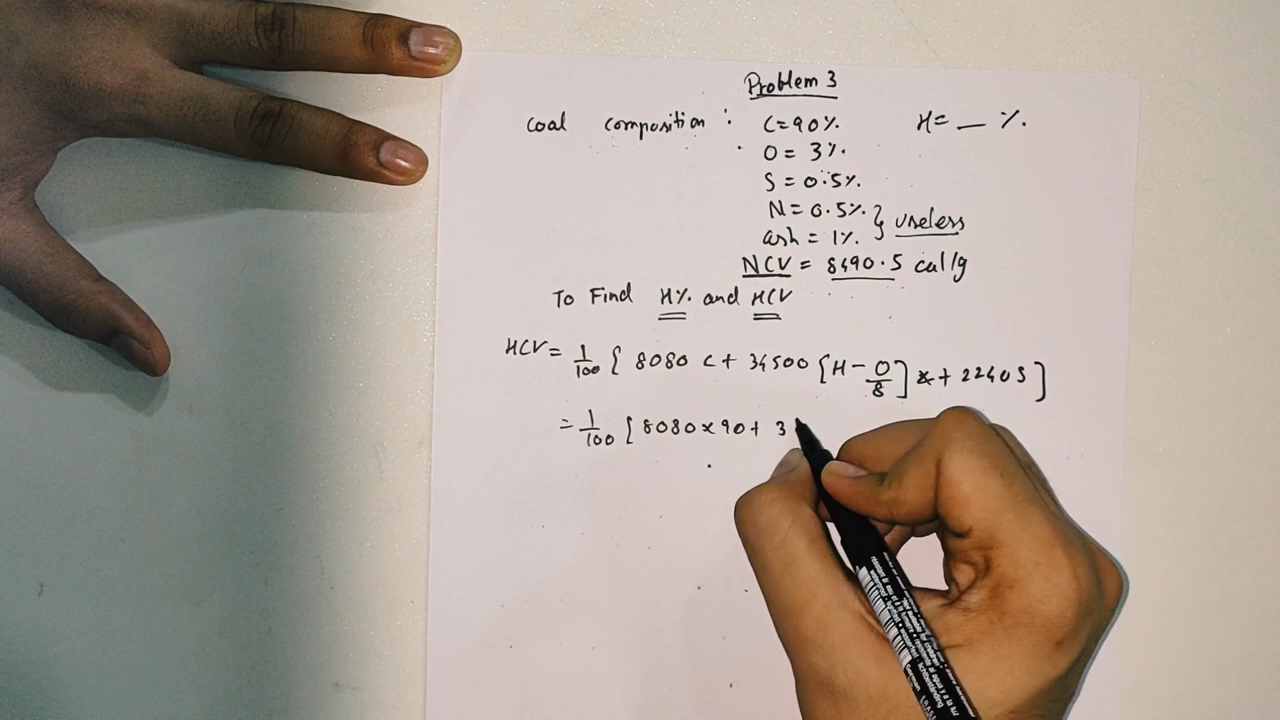 Problem 3
coal composition : C=90%. H= _ %.
O = 3%.
S = 0.5%.
N = 0.5%. } useless
ash = 1%.
NCV = 8490.5 cal/g
To Find H%. and HCV
HCV = 1/100 [ 8080 C + 34500 [H - O/8] + 2240 S ]
= 1/100 [ 8080 × 90 + 3